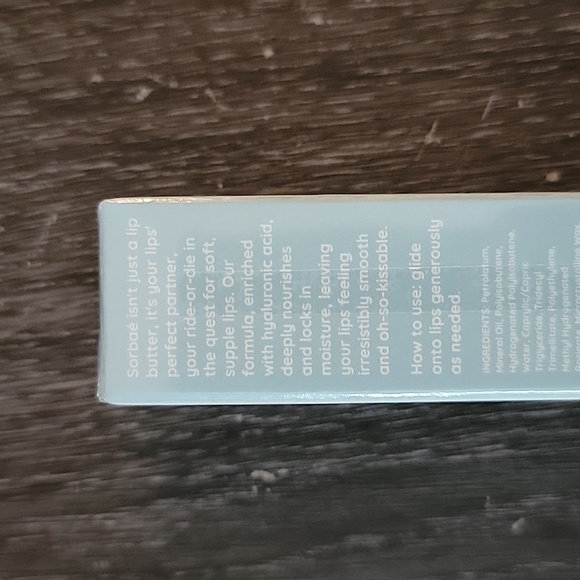 Sorbaé isn't just a lip
butter, it's your lips'
perfect partner,
your ride-or-die in
the quest for soft,
supple lips. Our
formula, enriched
with hyaluronic acid,
deeply nourishes
and locks in
moisture, leaving
your lips feeling
irresistibly smooth
and oh-so-kissable.
How to use: glide
onto lips generously
as needed.
INGREDIENTS: Petrolatum,
Mineral Oil, Polyisobutene,
Hydrogenated Polyisobutene,
Water, Caprylic/Capric
Triglyceride, Tridecyl
Trimellitate, Polyethylene,
Methyl Hydrogenated